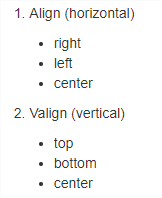 1. Align (horizontal)
• right
• left
• center
2. Valign (vertical)
• top
• bottom
• center